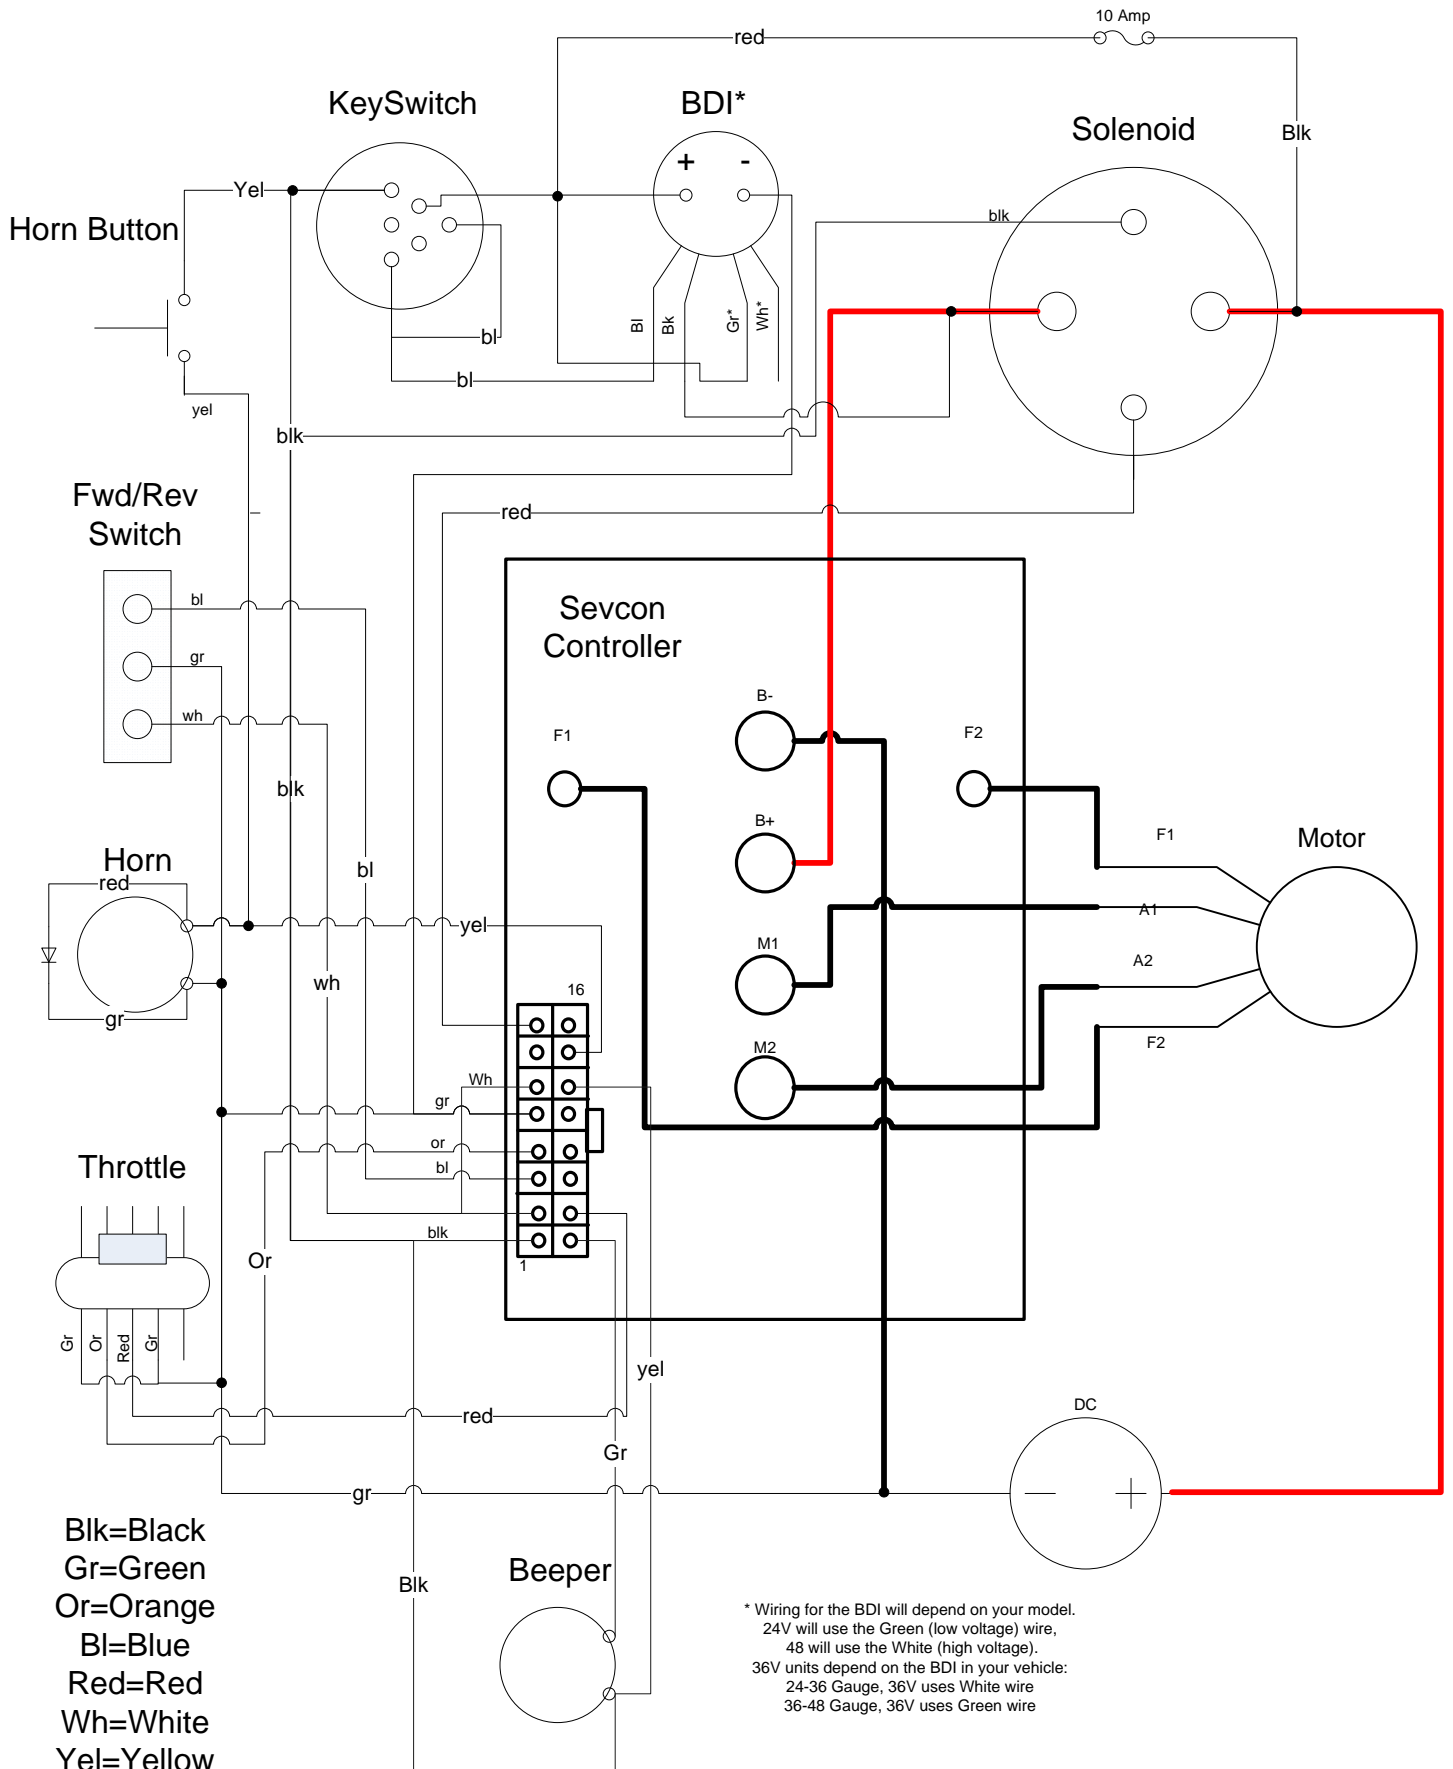 10 Amp
red
KeySwitch
BDI*
Solenoid
Blk
+ -
Yel
blk
Horn Button
Bl
Bk
Gr*
Wh*
bl
bl
yel
blk
Fwd/Rev
Switch
red
bl
gr
wh
Sevcon
Controller
B-
F1
F2
blk
B+
F1
Motor
Horn
red
bl
A1
yel
M1
A2
wh
16
gr
M2
F2
Wh
gr
or
bl
Throttle
blk
Or
1
Gr
Or
Red
Gr
yel
red
DC
Gr
gr
— +
Blk=Black
Gr=Green
Or=Orange
Bl=Blue
Red=Red
Wh=White
Yel=Yellow
Blk
Beeper
* Wiring for the BDI will depend on your model.
24V will use the Green (low voltage) wire,
48 will use the White (high voltage).
36V units depend on the BDI in your vehicle:
24-36 Gauge, 36V uses White wire
36-48 Gauge, 36V uses Green wire